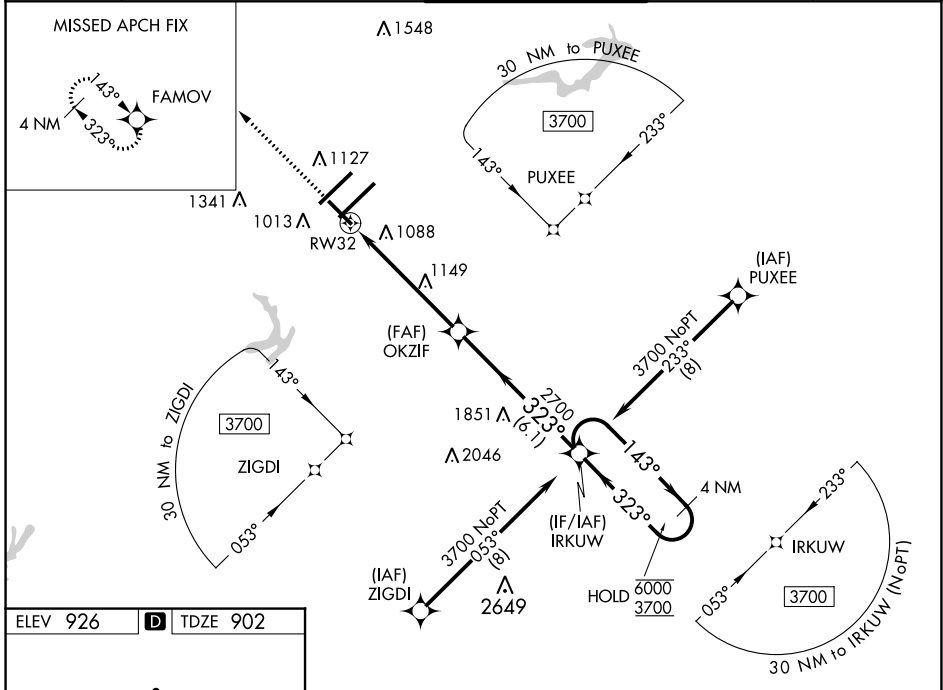 MISSED APCH FIX
143°
FAMOV
4 NM
323°
1548
30 NM to PUXEE
3700
143°
233°
PUXEE
1127
1341
1013
RW32
1088
1149
(FAF)
OKZIF
(IAF)
PUXEE
3700 NoPT
233°
(8)
30 NM to ZIGDI
143°
3700
ZIGDI
053°
2700
323°
(6.1)
1851
2046
143°
323°
4 NM
(IF/IAF)
IRKUW
3700 NoPT
053°
(8)
(IAF)
ZIGDI
2649
HOLD 6000
3700
233°
IRKUW
053°
3700
30 NM to IRKUW (NoPT)
ELEV 926 D TDZE 902